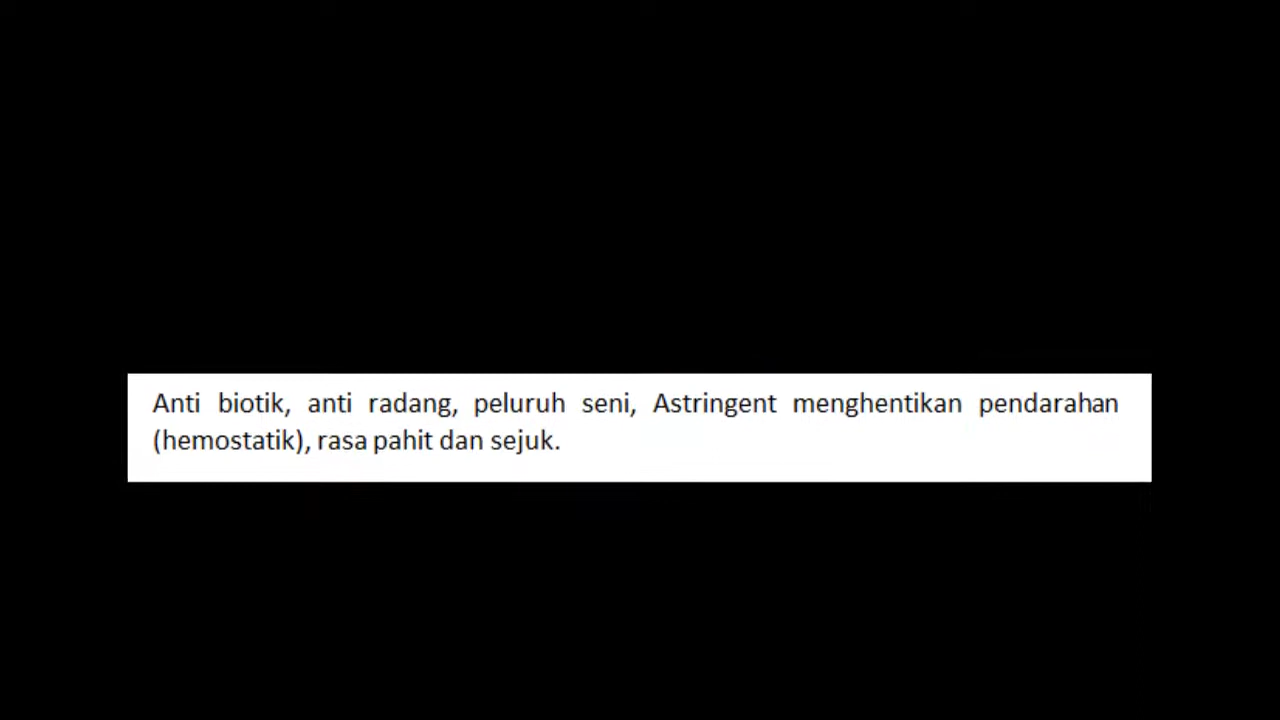 Anti biotik, anti radang, peluruh seni, Astringent menghentikan pendarahan
(hemostatik), rasa pahit dan sejuk.